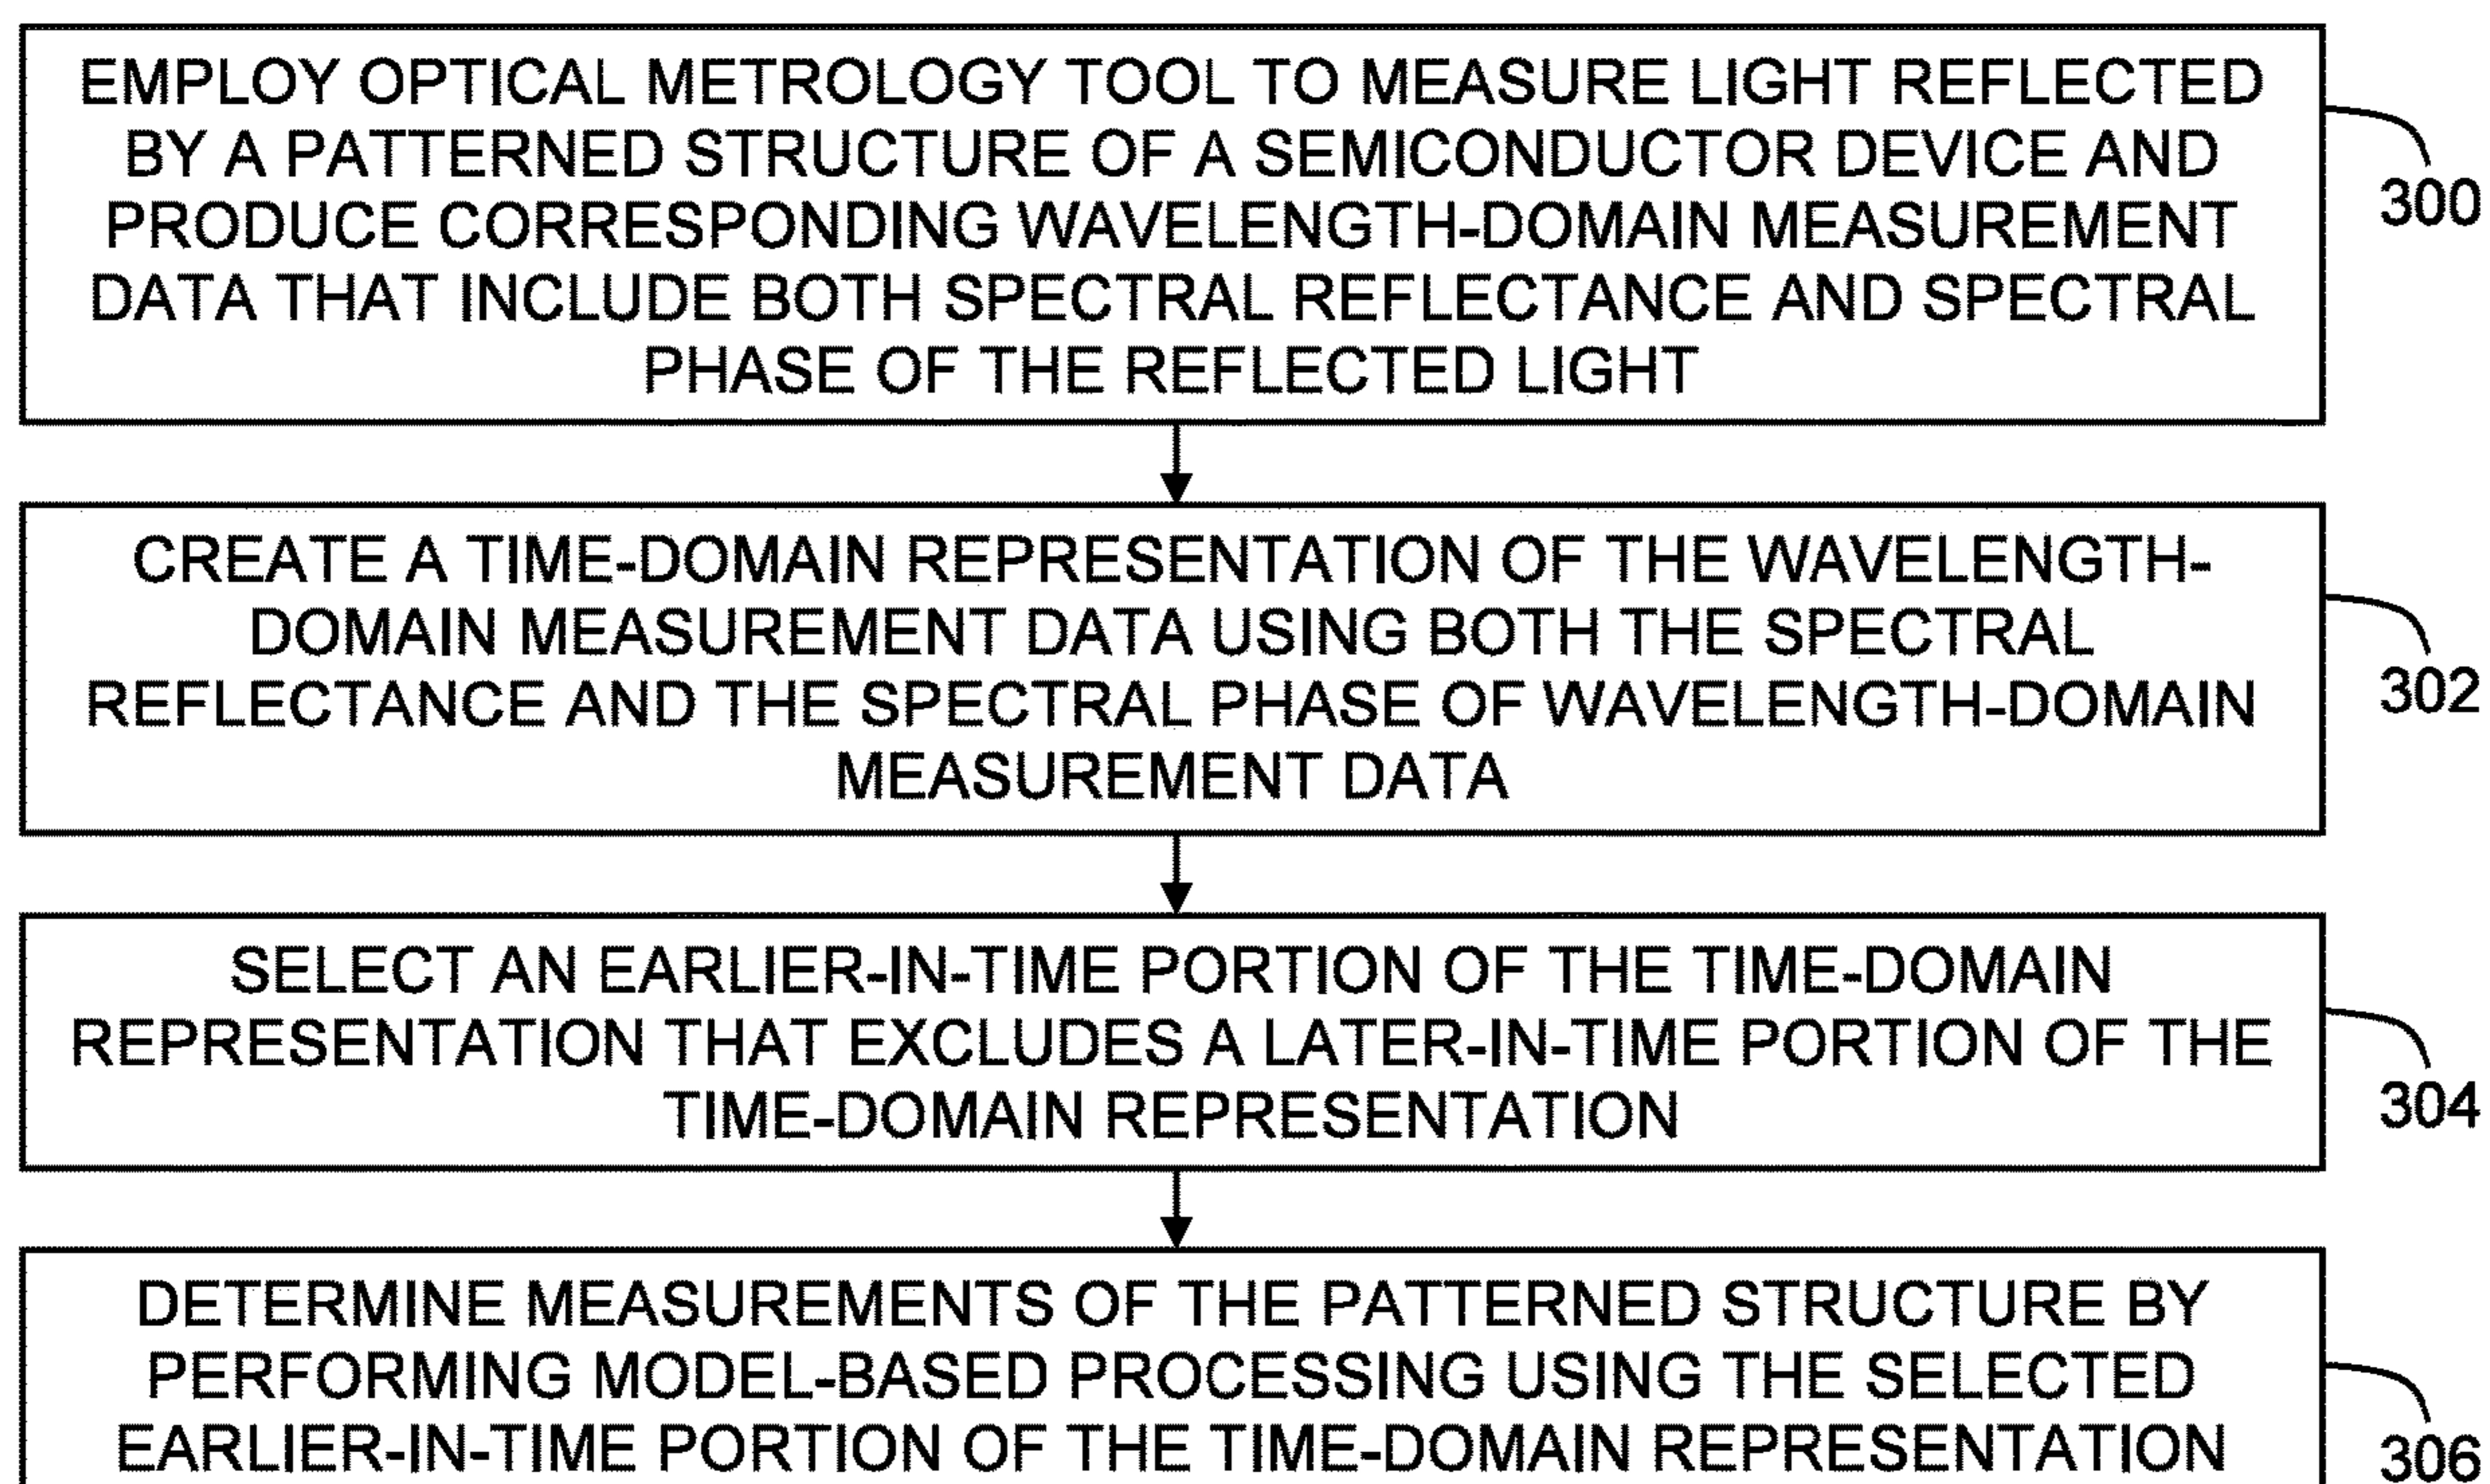 EMPLOY OPTICAL METROLOGY TOOL TO MEASURE LIGHT REFLECTED
BY A PATTERNED STRUCTURE OF A SEMICONDUCTOR DEVICE AND
PRODUCE CORRESPONDING WAVELENGTH-DOMAIN MEASUREMENT
DATA THAT INCLUDE BOTH SPECTRAL REFLECTANCE AND SPECTRAL
PHASE OF THE REFLECTED LIGHT
300
CREATE A TIME-DOMAIN REPRESENTATION OF THE WAVELENGTH-
DOMAIN MEASUREMENT DATA USING BOTH THE SPECTRAL
REFLECTANCE AND THE SPECTRAL PHASE OF WAVELENGTH-DOMAIN
MEASUREMENT DATA
302
SELECT AN EARLIER-IN-TIME PORTION OF THE TIME-DOMAIN
REPRESENTATION THAT EXCLUDES A LATER-IN-TIME PORTION OF THE
TIME-DOMAIN REPRESENTATION
304
DETERMINE MEASUREMENTS OF THE PATTERNED STRUCTURE BY
PERFORMING MODEL-BASED PROCESSING USING THE SELECTED
EARLIER-IN-TIME PORTION OF THE TIME-DOMAIN REPRESENTATION
306